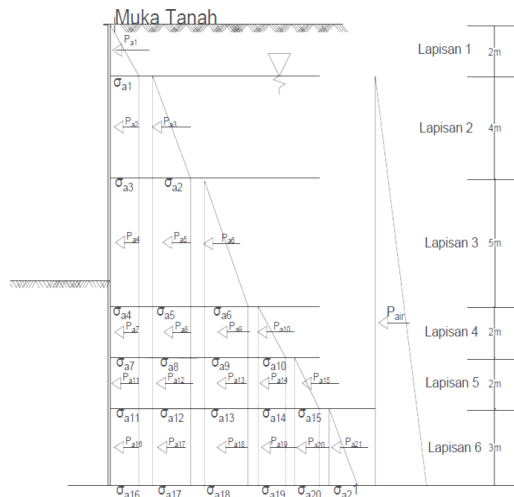 Muka Tanah
Pa1
Lapisan 1
2m
σa1
Pa2
Pa3
Lapisan 2
4m
σa3
σa2
Pa4
Pa5
Pa6
Lapisan 3
5m
σa4
σa5
σa6
Pair
Pa7
Pa8
Pa9
Pa10
Lapisan 4
2m
σa7
σa8
σa9
σa10
Pa11
Pa12
Pa13
Pa14
Pa15
Lapisan 5
2m
σa11
σa12
σa13
σa14
σa15
Pa16
Pa17
Pa18
Pa19
Pa20
Pa21
Lapisan 6
3m
σa16
σa17
σa18
σa19
σa20
σa21